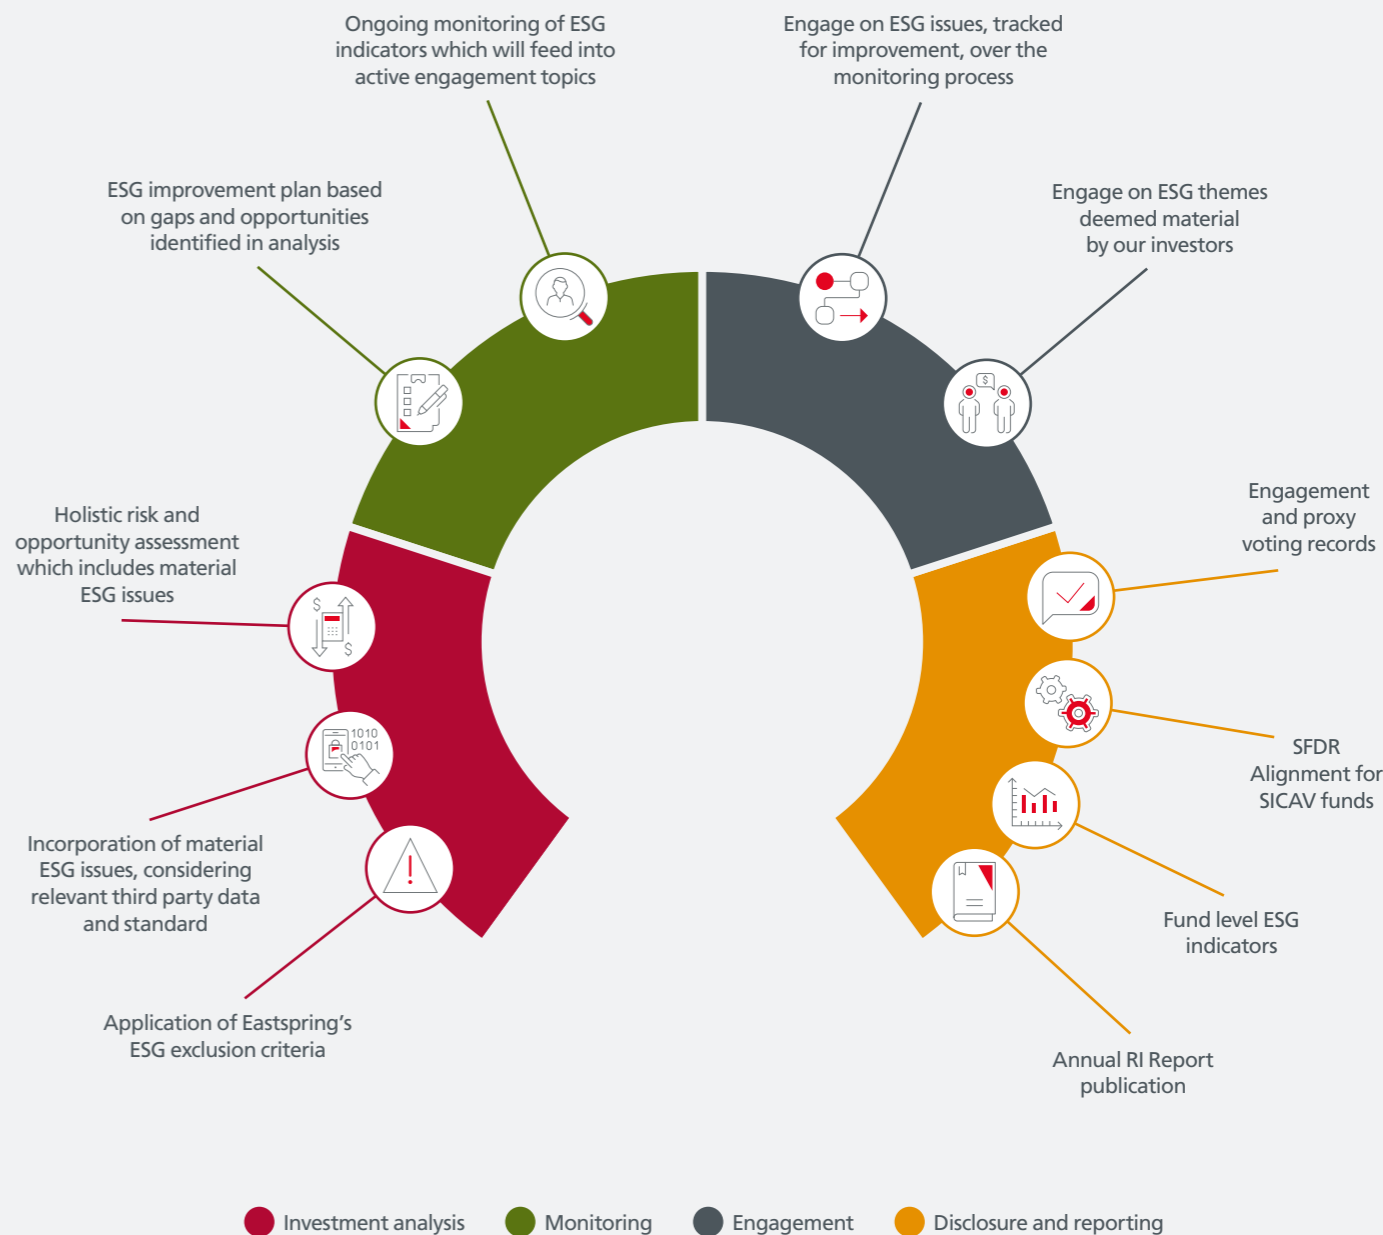 Ongoing monitoring of ESG
indicators which will feed into
active engagement topics
Engage on ESG issues, tracked
for improvement, over the
monitoring process
ESG improvement plan based
on gaps and opportunities
identified in analysis
Engage on ESG themes
deemed material
by our investors
$
Holistic risk and
opportunity assessment
which includes material
ESG issues
$
$
Engagement
and proxy
voting records
1010
0101
SFDR
Alignment for
SICAV funds
Incorporation of material
ESG issues, considering
relevant third party data
and standard
!
Fund level ESG
indicators
Application of Eastspring’s
ESG exclusion criteria
Annual RI Report
publication
Investment analysis
Monitoring
Engagement
Disclosure and reporting